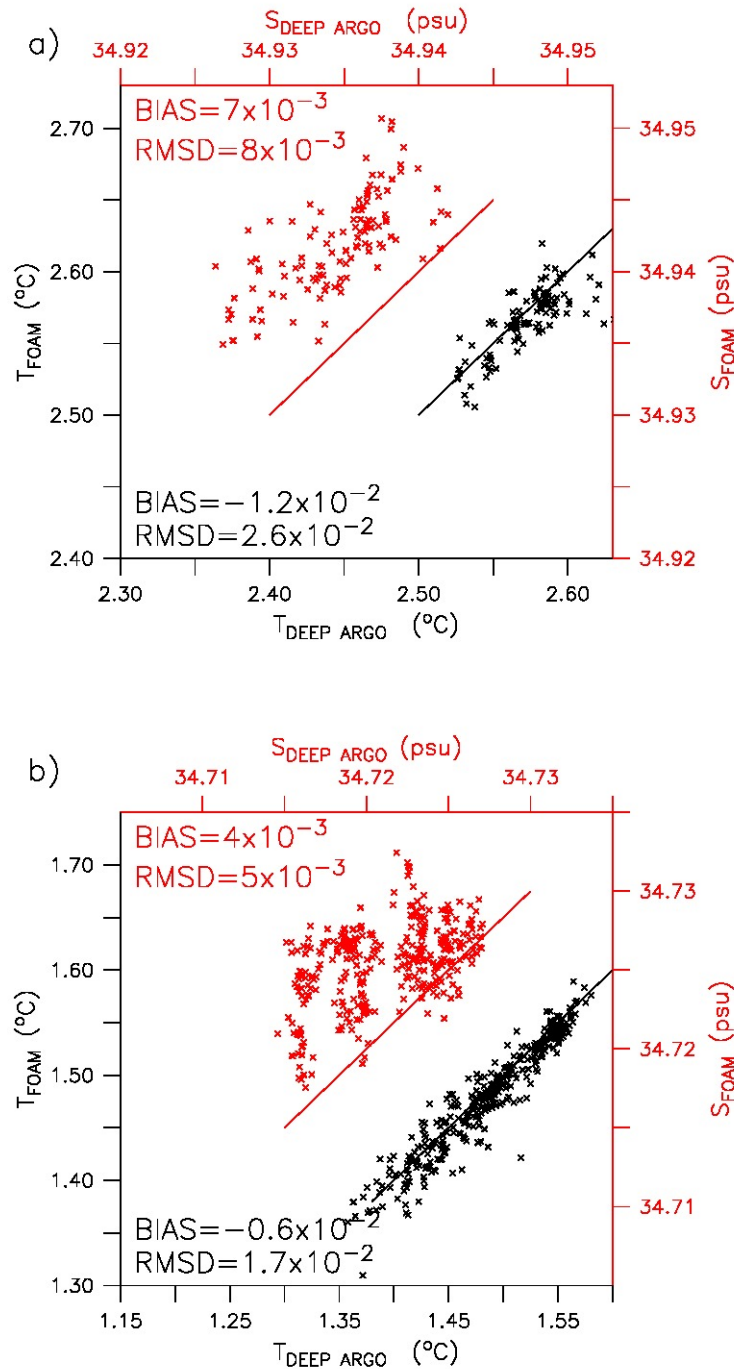 S_DEEP ARGO (psu)
a)
34.92 34.93 34.94 34.95
BIAS=7x10⁻³
RMSD=8x10⁻³
2.70
2.60
2.50
2.40
T_FOAM (°C)
34.95
34.94
34.93
34.92
S_FOAM (psu)
BIAS=−1.2x10⁻²
RMSD=2.6x10⁻²
2.30 2.40 2.50 2.60
T_DEEP ARGO (°C)
S_DEEP ARGO (psu)
b)
34.71 34.72 34.73
BIAS=4x10⁻³
RMSD=5x10⁻³
1.70
1.60
1.50
1.40
1.30
T_FOAM (°C)
34.73
34.72
34.71
S_FOAM (psu)
BIAS=−0.6x10⁻²
RMSD=1.7x10⁻²
1.15 1.25 1.35 1.45 1.55
T_DEEP ARGO (°C)